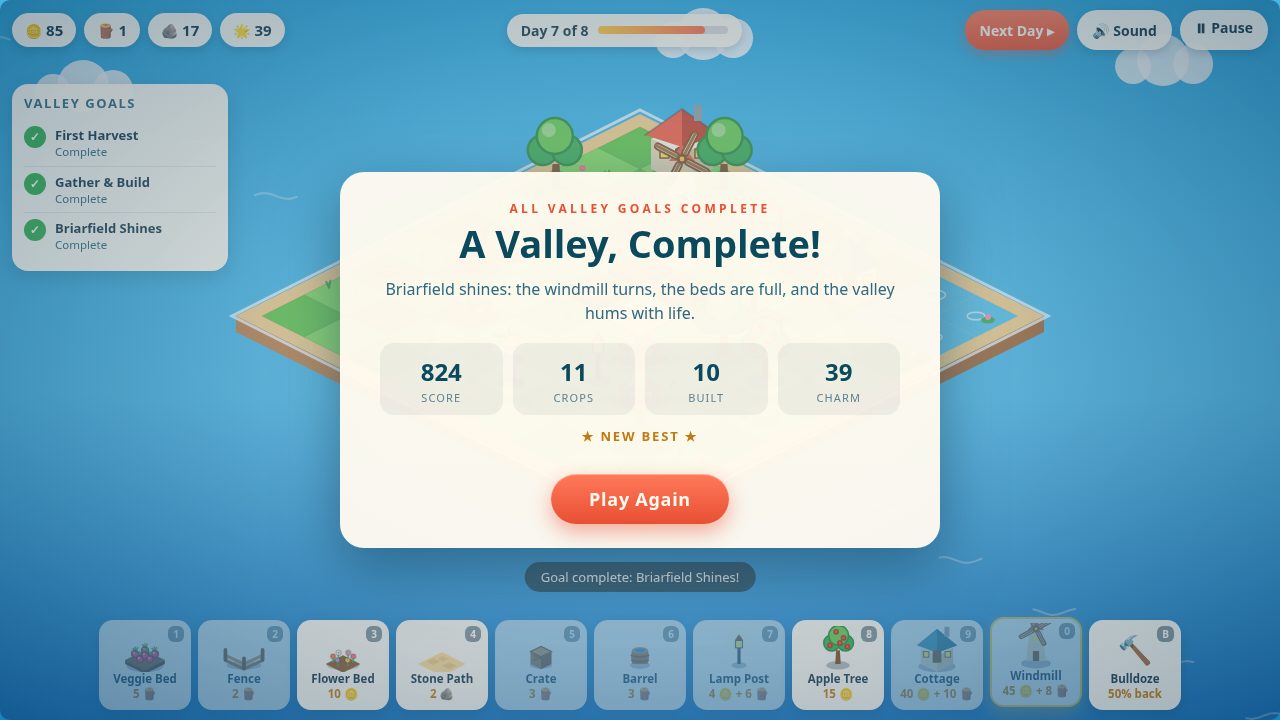 85
1
17
39
Day 7 of 8
Next Day ▸
Sound
Pause
VALLEY GOALS
First Harvest
Complete
Gather & Build
Complete
Briarfield Shines
Complete
ALL VALLEY GOALS COMPLETE
A Valley, Complete!
Briarfield shines: the windmill turns, the beds are full, and the valley
hums with life.
824
SCORE
11
CROPS
10
BUILT
39
CHARM
★ NEW BEST ★
Play Again
Goal complete: Briarfield Shines!
1
Veggie Bed
5
2
Fence
2
3
Flower Bed
10
4
Stone Path
2
5
Crate
3
6
Barrel
3
7
Lamp Post
4 + 6
8
Apple Tree
15
9
Cottage
40 + 10
0
Windmill
45 + 8
B
Bulldoze
50% back